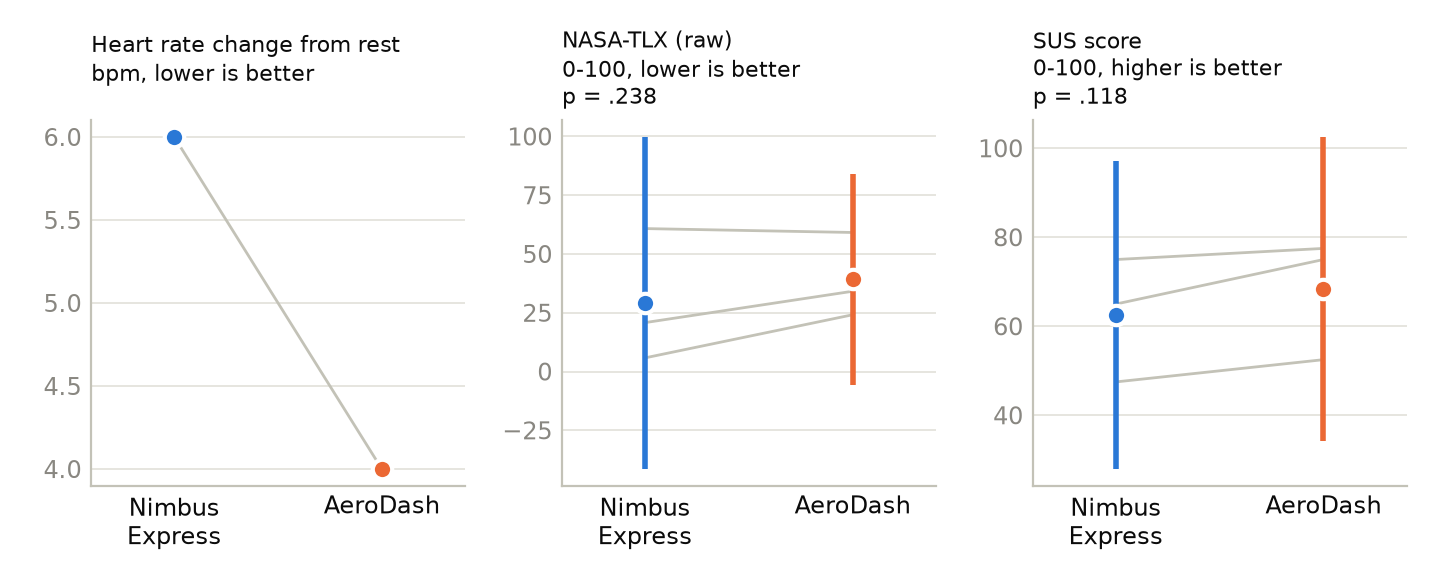 Heart rate change from rest
bpm, lower is better
6.0
5.5
5.0
4.5
4.0
Nimbus
Express
AeroDash
NASA-TLX (raw)
0-100, lower is better
p = .238
100
75
50
25
0
−25
Nimbus
Express
AeroDash
SUS score
0-100, higher is better
p = .118
100
80
60
40
Nimbus
Express
AeroDash